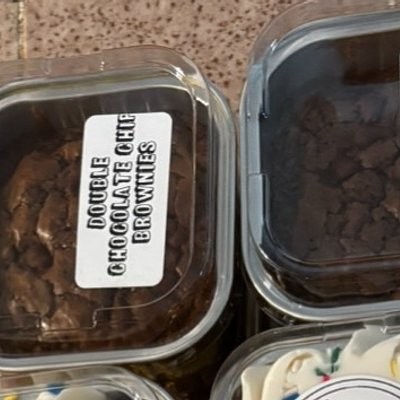 DOUBLE
CHOCOLATE CHIP
BROWNIES